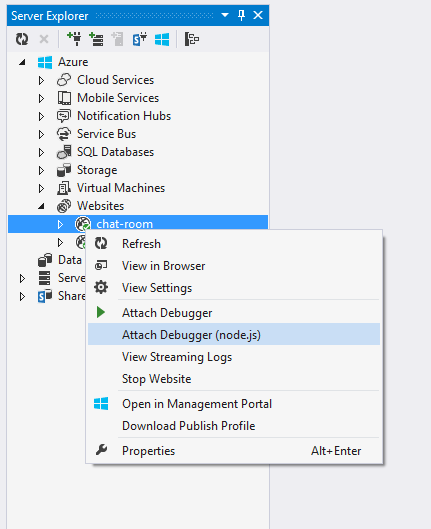 Server Explorer
Azure
Cloud Services
Mobile Services
Notification Hubs
Service Bus
SQL Databases
Storage
Virtual Machines
Websites
chat-room
Refresh
View in Browser
Data
View Settings
Serve
Share
Attach Debugger
Attach Debugger (node.js)
View Streaming Logs
Stop Website
Open in Management Portal
Download Publish Profile
Properties Alt+Enter